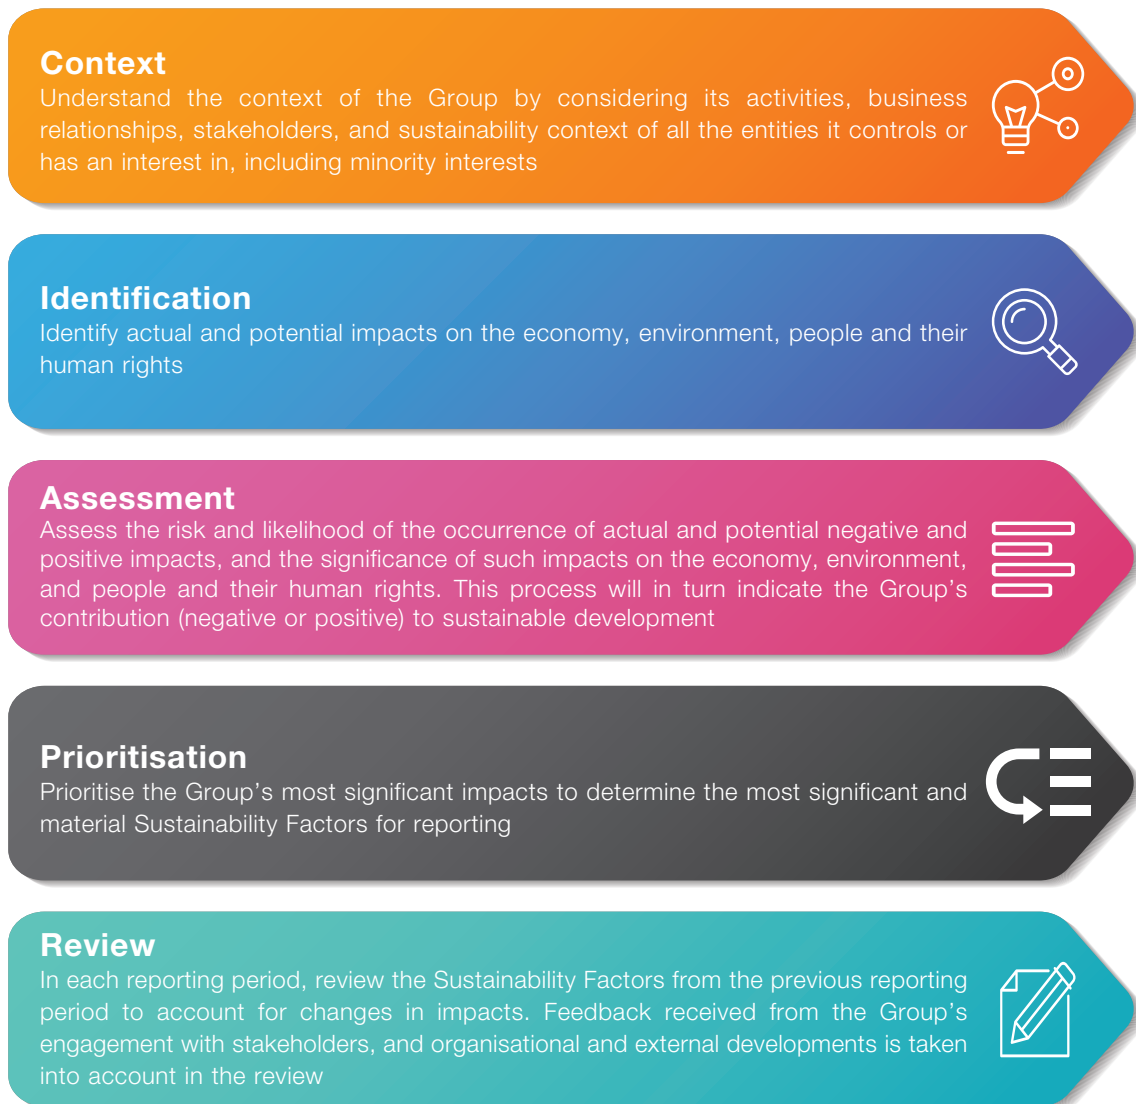 Context
Understand the context of the Group by considering its activities, business
relationships, stakeholders, and sustainability context of all the entities it controls or
has an interest in, including minority interests
Identification
Identify actual and potential impacts on the economy, environment, people and their
human rights
Assessment
Assess the risk and likelihood of the occurrence of actual and potential negative and
positive impacts, and the significance of such impacts on the economy, environment,
and people and their human rights. This process will in turn indicate the Group’s
contribution (negative or positive) to sustainable development
Prioritisation
Prioritise the Group’s most significant impacts to determine the most significant and
material Sustainability Factors for reporting
Review
In each reporting period, review the Sustainability Factors from the previous reporting
period to account for changes in impacts. Feedback received from the Group’s
engagement with stakeholders, and organisational and external developments is taken
into account in the review